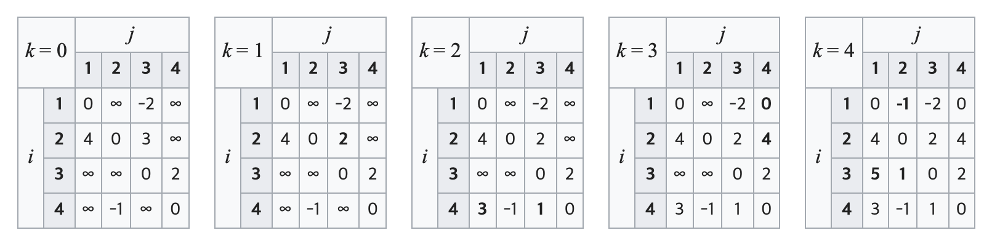 k = 0 j
1 2 3 4
i 1 0 ∞ -2 ∞
2 4 0 3 ∞
3 ∞ ∞ 0 2
4 ∞ -1 ∞ 0
k = 1 j
1 2 3 4
i 1 0 ∞ -2 ∞
2 4 0 2 ∞
3 ∞ ∞ 0 2
4 ∞ -1 ∞ 0
k = 2 j
1 2 3 4
i 1 0 ∞ -2 ∞
2 4 0 2 ∞
3 ∞ ∞ 0 2
4 3 -1 1 0
k = 3 j
1 2 3 4
i 1 0 ∞ -2 0
2 4 0 2 4
3 ∞ ∞ 0 2
4 3 -1 1 0
k = 4 j
1 2 3 4
i 1 0 -1 -2 0
2 4 0 2 4
3 5 1 0 2
4 3 -1 1 0